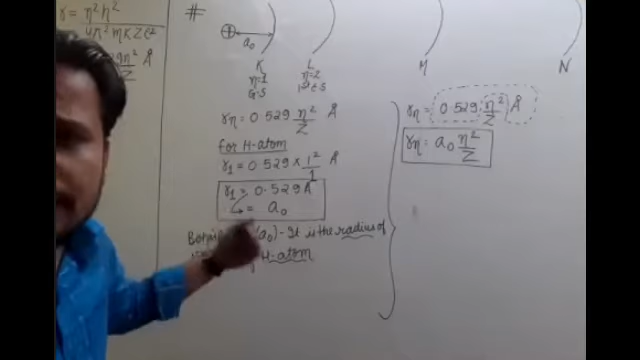 r = n²h²
4π²mKZe²
n²/Z Å
#
a₀
K L M N
n=1 n=2
G.S 1st E.S
rn = 0.529 n²/Z Å
for H-atom
r₁ = 0.529 × 1²/1 Å
r₁ = 0.529 Å
= a₀
(a₀) - It is the radius of
H-atom
rn = 0.529 n²/Z Å
rn = a₀ n²/Z